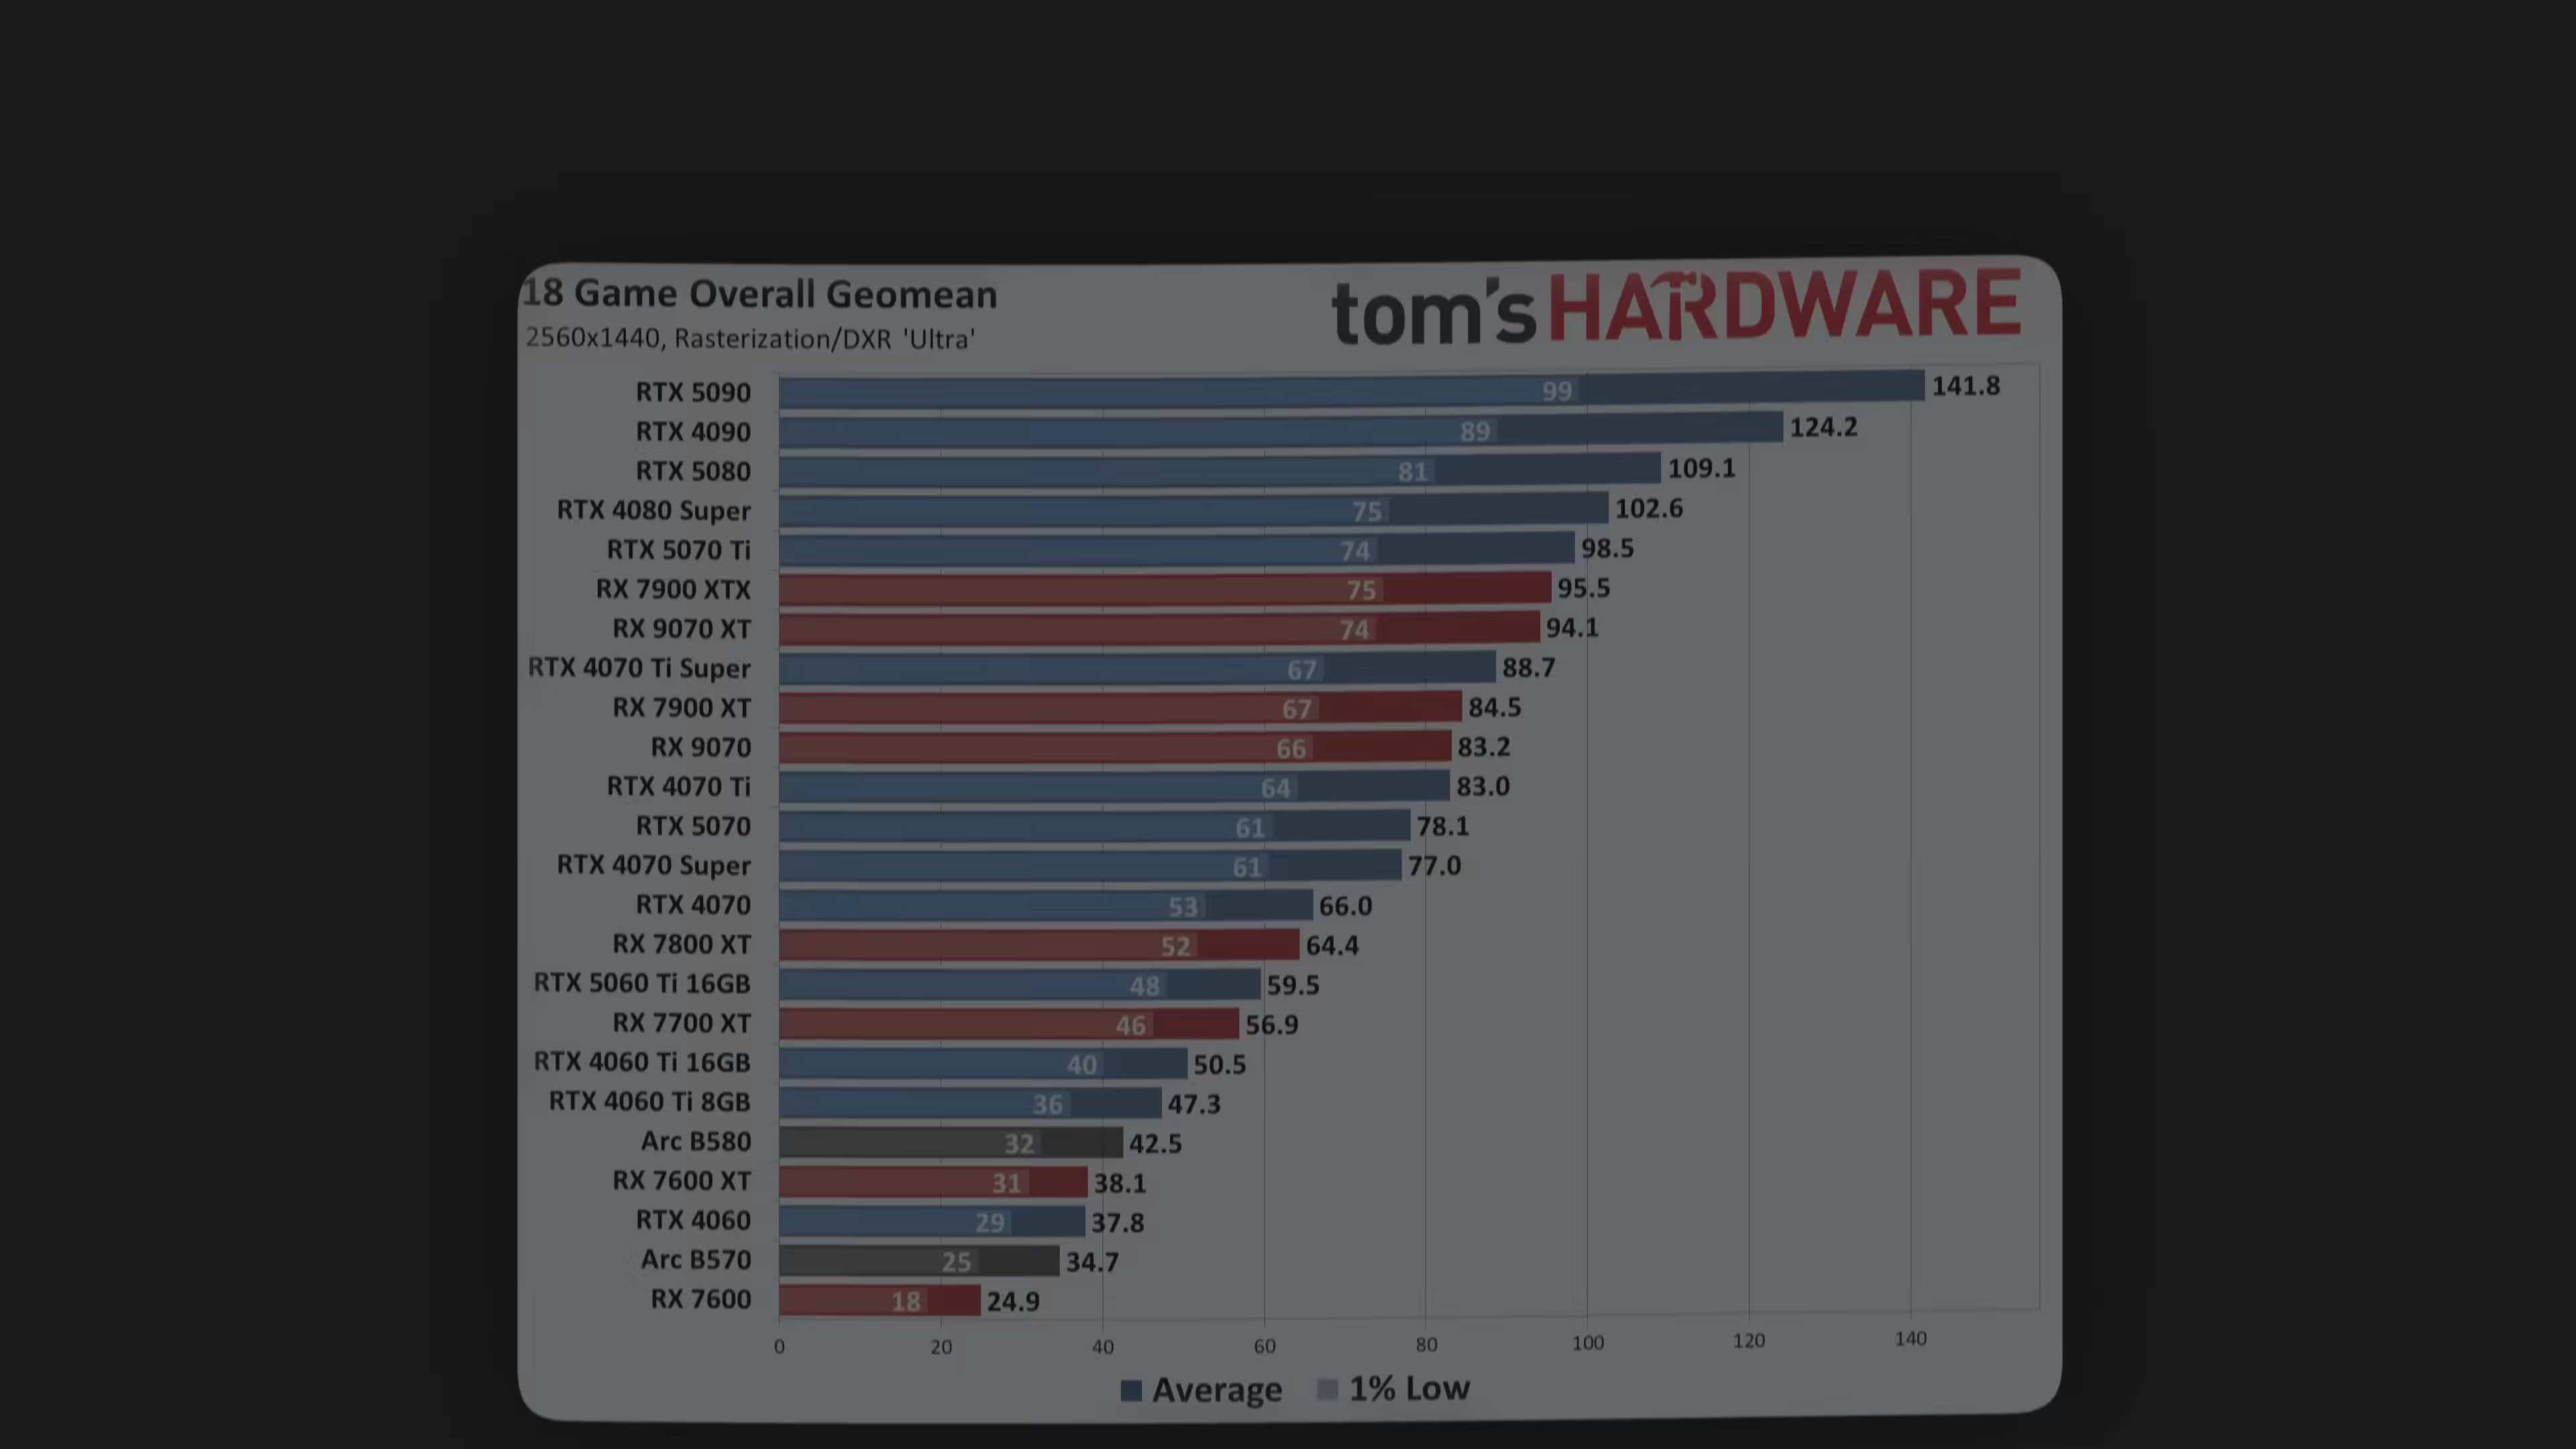 18 Game Overall Geomean
2560x1440, Rasterization/DXR 'Ultra'
tom's HARDWARE
RTX 5090 99 141.8
RTX 4090 89 124.2
RTX 5080 81 109.1
RTX 4080 Super 75 102.6
RTX 5070 Ti 74 98.5
RX 7900 XTX 75 95.5
RX 9070 XT 74 94.1
RTX 4070 Ti Super 67 88.7
RX 7900 XT 67 84.5
RX 9070 66 83.2
RTX 4070 Ti 64 83.0
RTX 5070 61 78.1
RTX 4070 Super 61 77.0
RTX 4070 53 66.0
RX 7800 XT 52 64.4
RTX 5060 Ti 16GB 48 59.5
RX 7700 XT 46 56.9
RTX 4060 Ti 16GB 40 50.5
RTX 4060 Ti 8GB 36 47.3
Arc B580 32 42.5
RX 7600 XT 31 38.1
RTX 4060 29 37.8
Arc B570 25 34.7
RX 7600 18 24.9
0 20 40 60 80 100 120 140
Average 1% Low